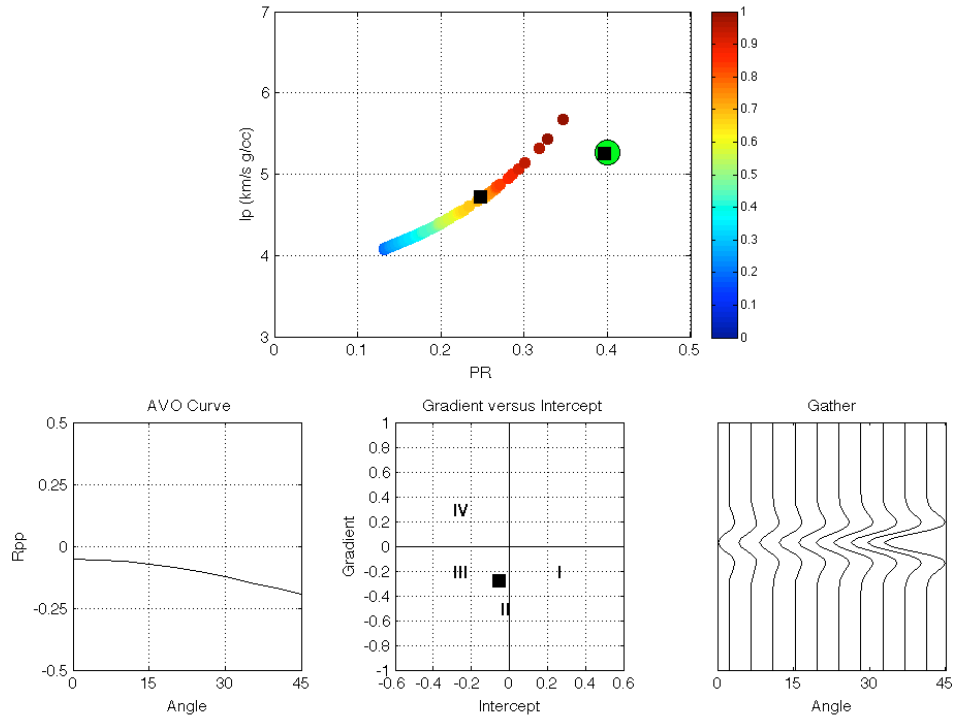 7
6
5
4
3
Ip (km/s g/cc)
0 0.1 0.2 0.3 0.4 0.5
PR
1
0.9
0.8
0.7
0.6
0.5
0.4
0.3
0.2
0.1
0
AVO Curve
0.5
0.25
0
-0.25
-0.5
Rpp
0 15 30 45
Angle
Gradient versus Intercept
1
0.8
0.6
0.4
0.2
0
-0.2
-0.4
-0.6
-0.8
-1
Gradient
IV
III
I
II
-0.6 -0.4 -0.2 0 0.2 0.4 0.6
Intercept
Gather
0 15 30 45
Angle